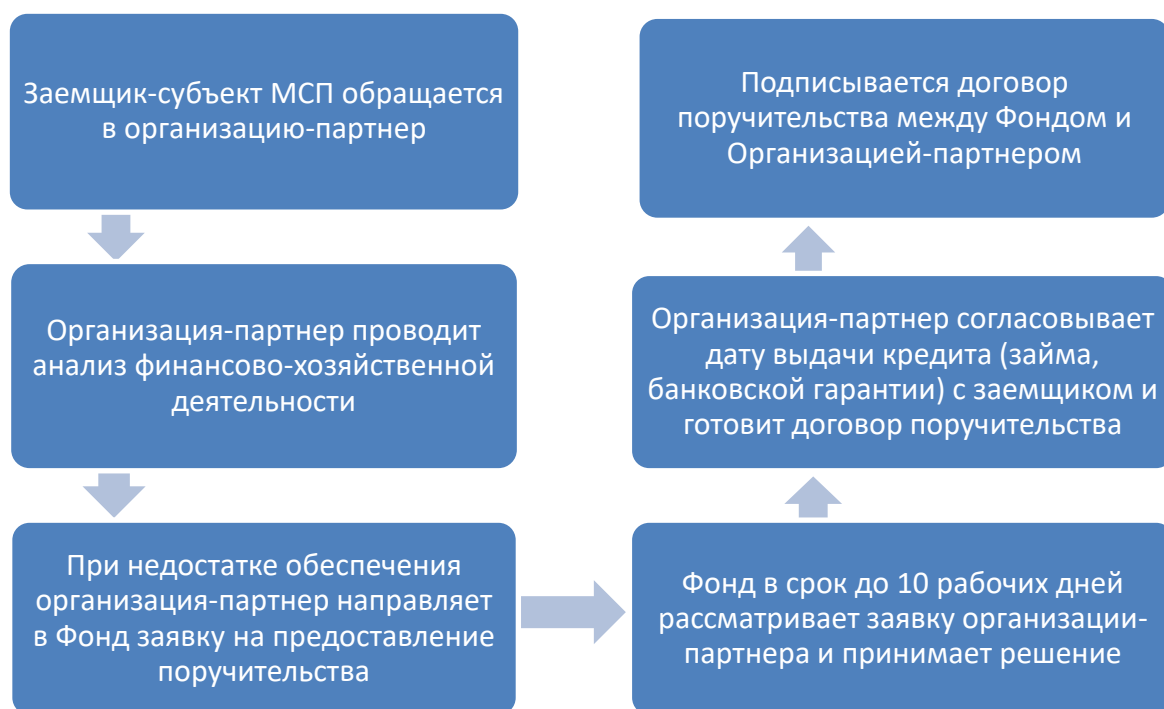 Заемщик-субъект МСП обращается
в организацию-партнер
Организация-партнер проводит
анализ финансово-хозяйственной
деятельности
При недостатке обеспечения
организация-партнер направляет
в Фонд заявку на предоставление
поручительства
Фонд в срок до 10 рабочих дней
рассматривает заявку организации-
партнера и принимает решение
Организация-партнер согласовывает
дату выдачи кредита (займа,
банковской гарантии) с заемщиком и
готовит договор поручительства
Подписывается договор
поручительства между Фондом и
Организацией-партнером